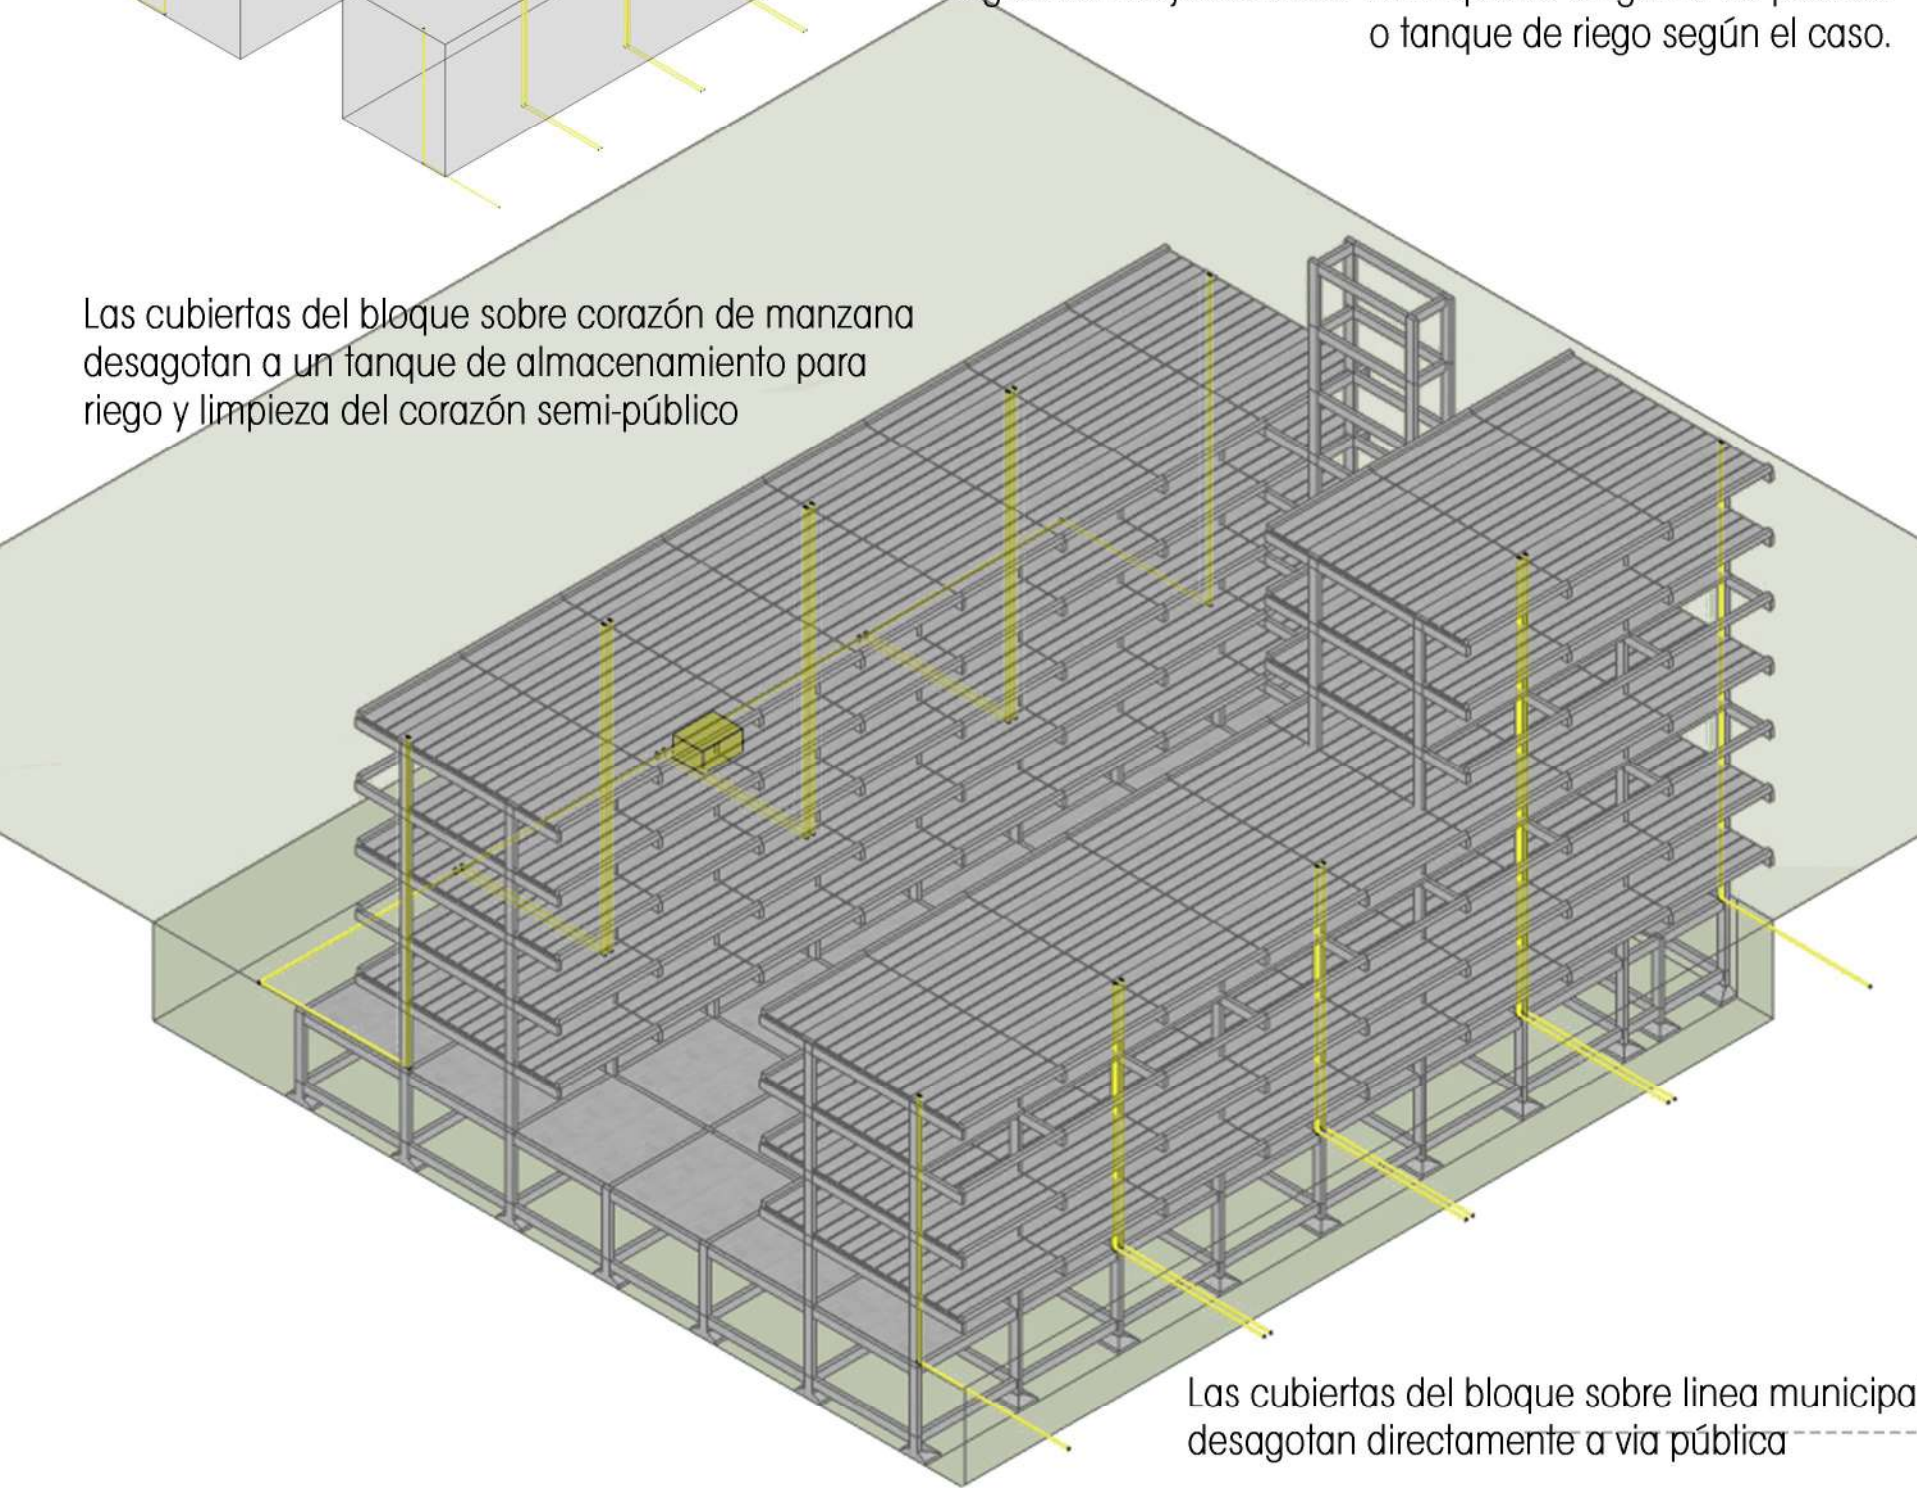 o tanque de riego según el caso.
Las cubiertas del bloque sobre corazón de manzana
desagotan a un tanque de almacenamiento para
riego y limpieza del corazón semi-público
Las cubiertas del bloque sobre linea municipa
desagotan directamente a via pública